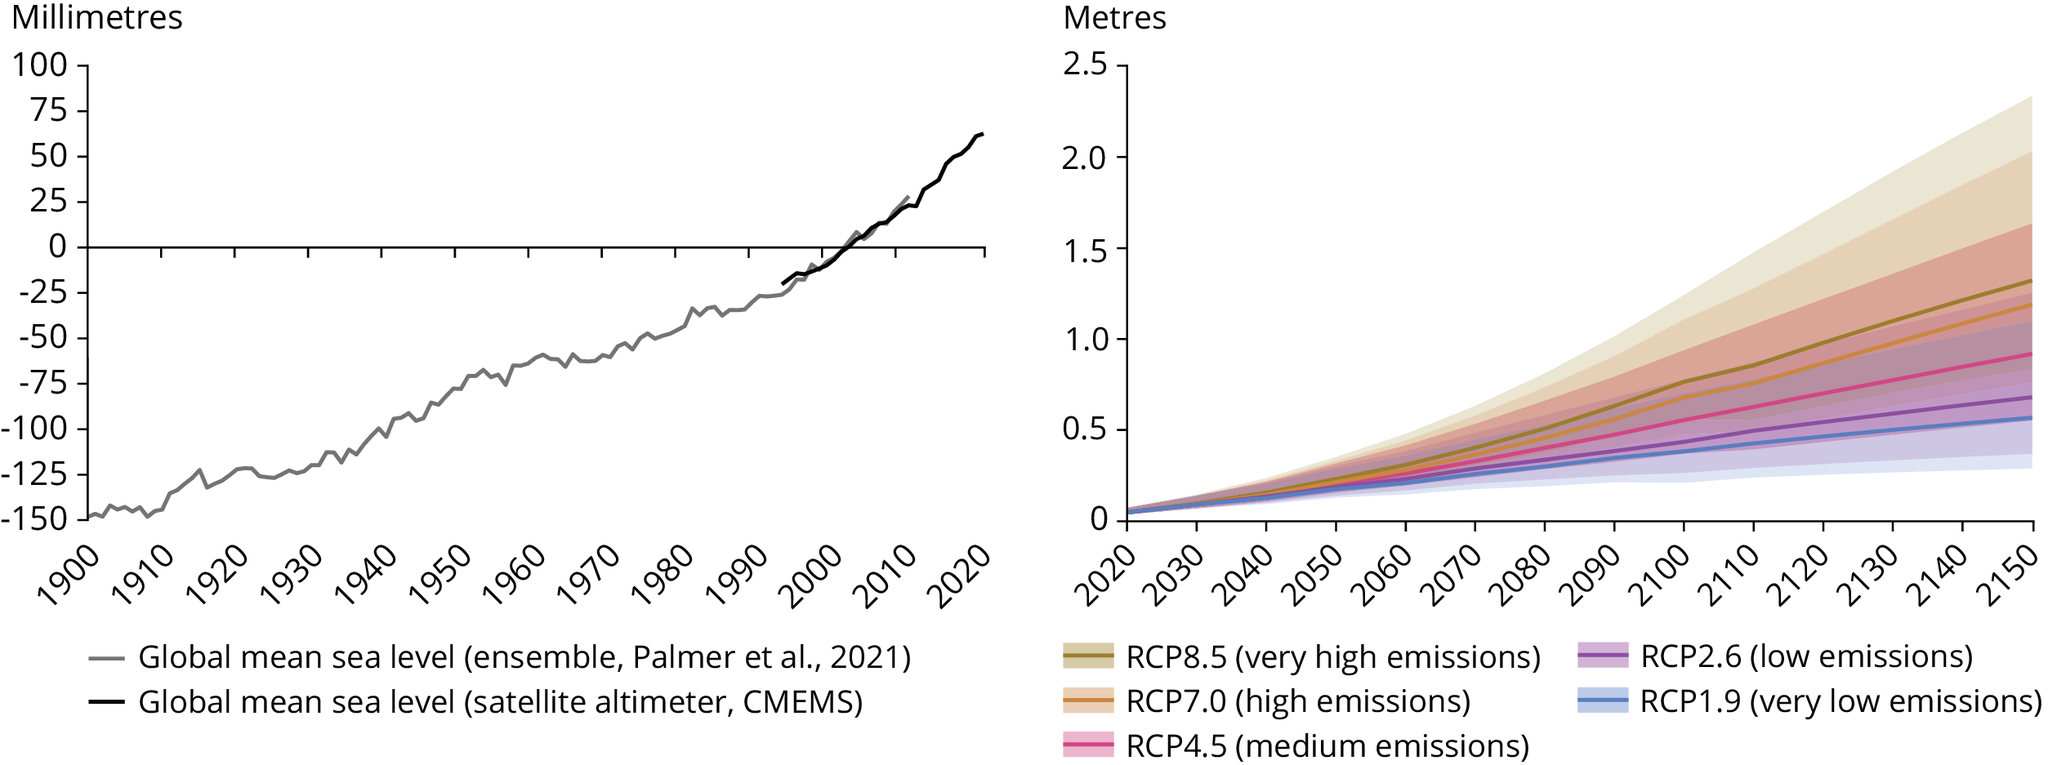 Millimetres
100
75
50
25
0
-25
-50
-75
-100
-125
-150
1900 1910 1920 1930 1940 1950 1960 1970 1980 1990 2000 2010 2020
Global mean sea level (ensemble, Palmer et al., 2021)
Global mean sea level (satellite altimeter, CMEMS)
Metres
2.5
2.0
1.5
1.0
0.5
0
2020 2030 2040 2050 2060 2070 2080 2090 2100 2110 2120 2130 2140 2150
RCP8.5 (very high emissions)
RCP7.0 (high emissions)
RCP4.5 (medium emissions)
RCP2.6 (low emissions)
RCP1.9 (very low emissions)